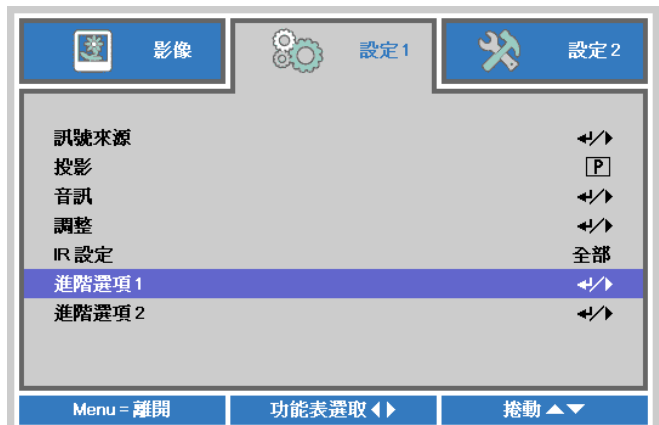 影像
設定1
設定2
訊號來源 ↵/▶
投影 P
音訊 ↵/▶
調整 ↵/▶
IR 設定 全部
進階選項1 ↵/▶
進階選項2 ↵/▶
Menu = 離開
功能表選取 ◀▶
捲動 ▲▼